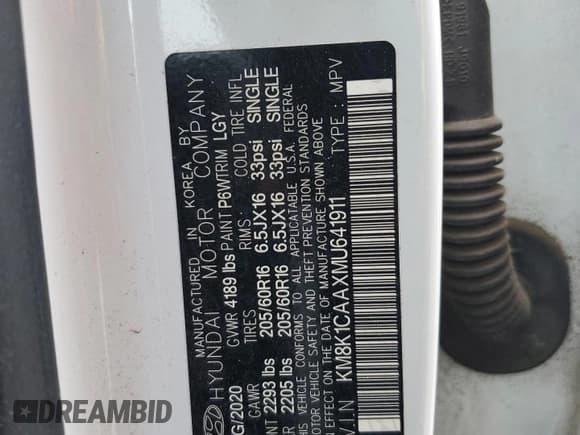 MANUFACTURED IN KOREA BY
HYUNDAI MOTOR COMPANY
G/2020 GVWR 4189 lbs PAINT P6W TRIM LGY
GAWR TIRES RIMS COLD TIRE INFL
NT 2293 lbs 205/60R16 6.5JX16 33psi SINGLE
R 2205 lbs 205/60R16 6.5JX16 33psi SINGLE
VEHICLE CONFORMS TO ALL APPLICABLE U.S.A. FEDERAL
MOTOR VEHICLE SAFETY AND THEFT PREVENTION STANDARDS
IN EFFECT ON THE DATE OF MANUFACTURE SHOWN ABOVE
V.I.N KM8K1CAAXMU641911 TYPE : MPV
AUTOBIDMASTER